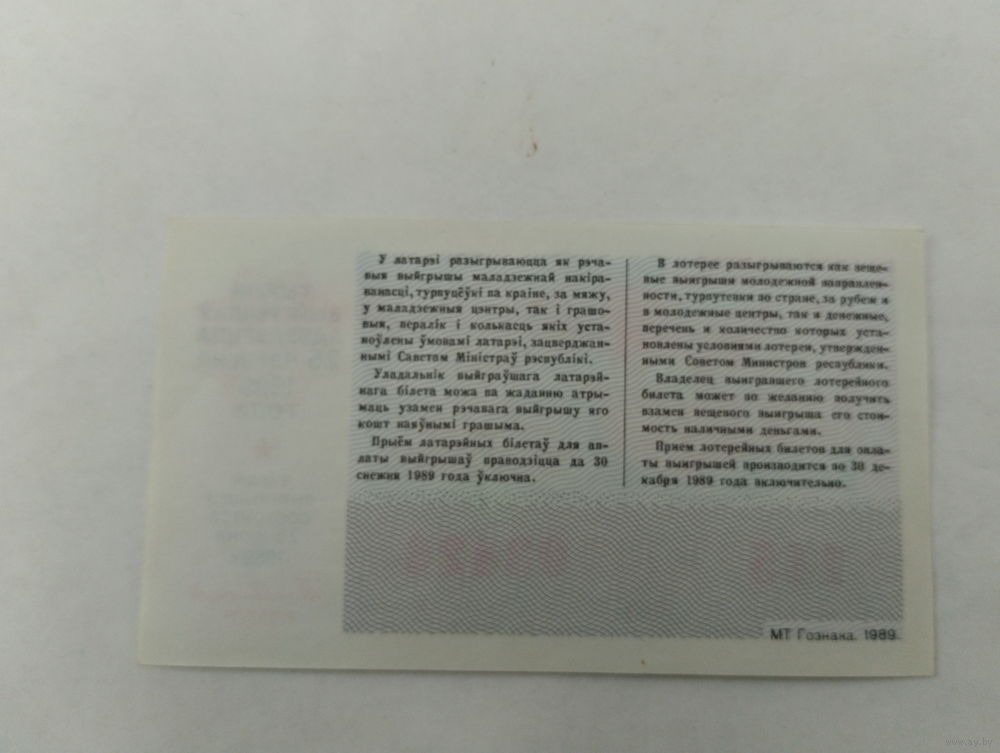 У латарэі разыгрываюцца як рэча-
выя выйгрышы маладзежнай накіра-
ванасці, турпуцёўкі па краіне, за мяжу,
у маладзежныя цэнтры, так і грашо-
выя, пералік і колькасць якіх уста-
ноўлены ўмовамі латарэі, зацверджан-
нымі Саветам Міністраў рэспублікі.
Уладальнік выйграўшага латарэй-
нага білета можа па жаданню атры-
маць узамен рэчавага выйгрышу яго
кошт наяўнымі грашыма.
Прыём латарэйных білетаў для ап-
латы выйгрышаў праводзіцца да 30
снежня 1989 года ўключна.
В лотерее разыгрываются как веще-
вые выигрыши молодежной направлен-
ности, турпутевки по стране, за рубеж и
в молодежные центры, так и денежные,
перечень и количество которых уста-
новлены условиями лотереи, утвержден-
ными Советом Министров республики.
Владелец выигравшего лотерейного
билета может по желанию получить
взамен вещевого выигрыша его стои-
мость наличными деньгами.
Прием лотерейных билетов для опла-
ты выигрышей производится по 30 де-
кабря 1989 года включительно.
МТ Гознака. 1989.
www.ay.by